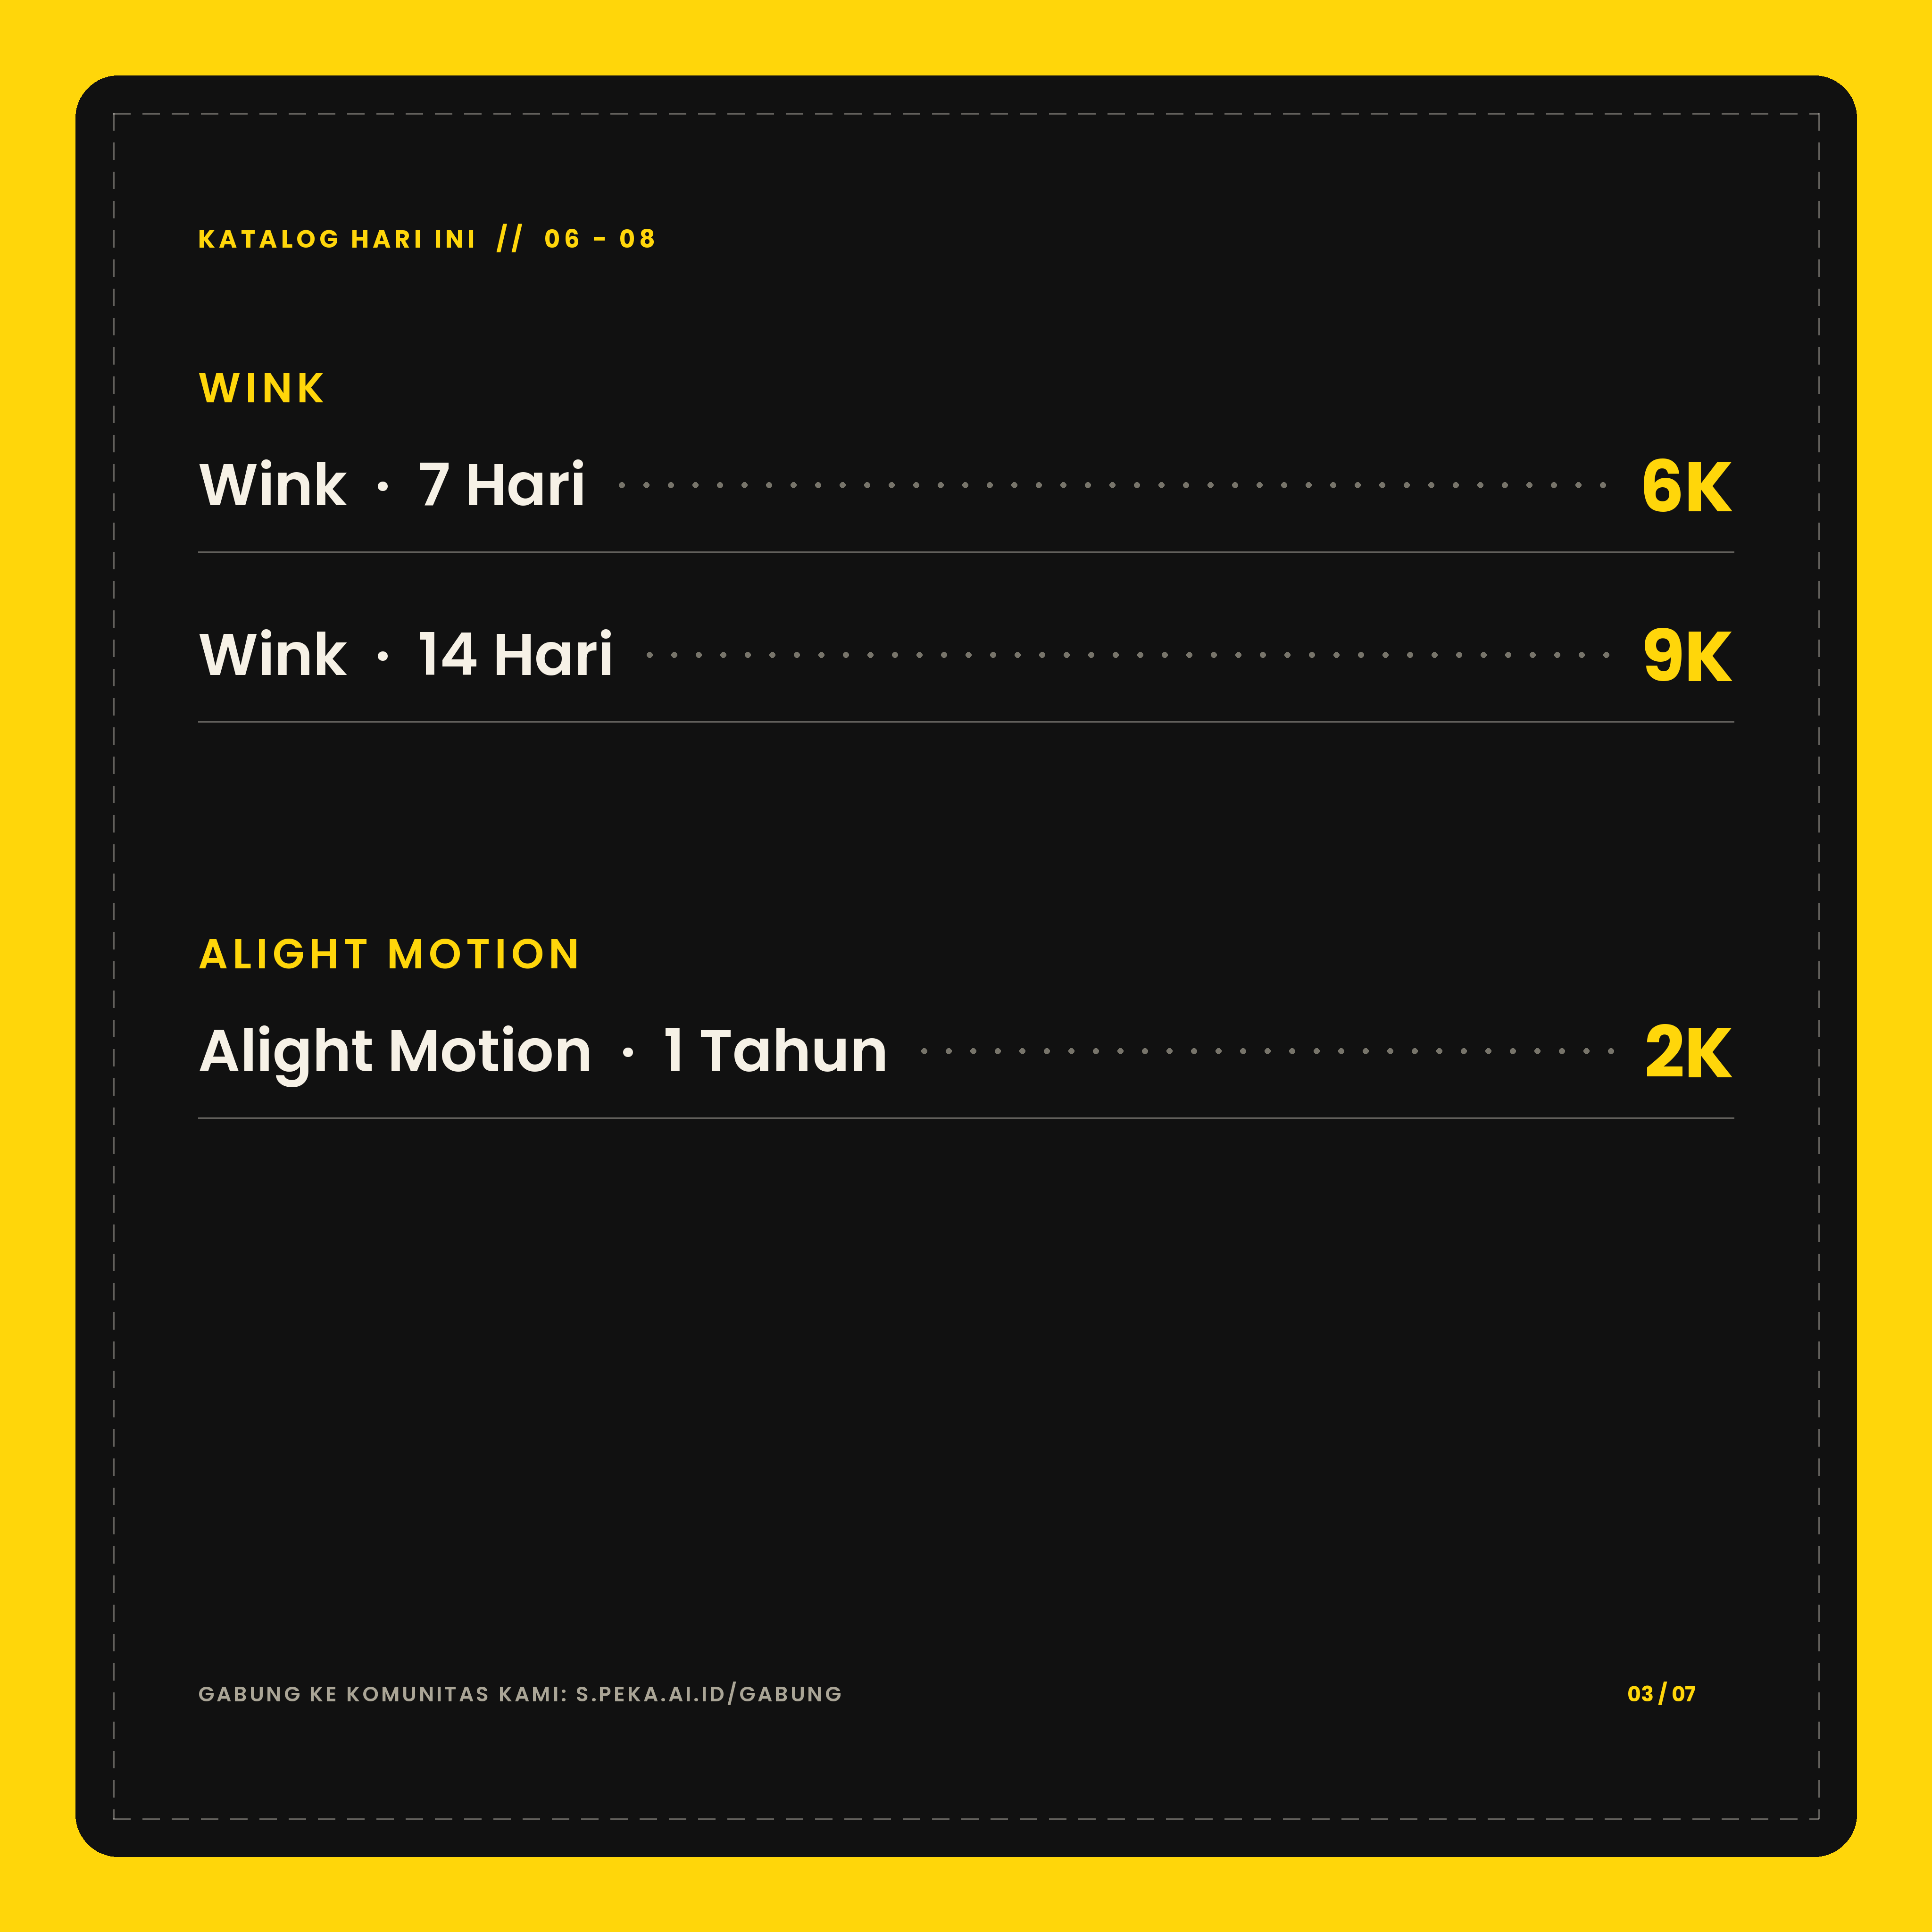 KATALOG HARI INI // 06 - 08
WINK
Wink · 7 Hari 6K
Wink · 14 Hari 9K
ALIGHT MOTION
Alight Motion · 1 Tahun 2K
GABUNG KE KOMUNITAS KAMI: S.PEKA.AI.ID/GABUNG 03/07